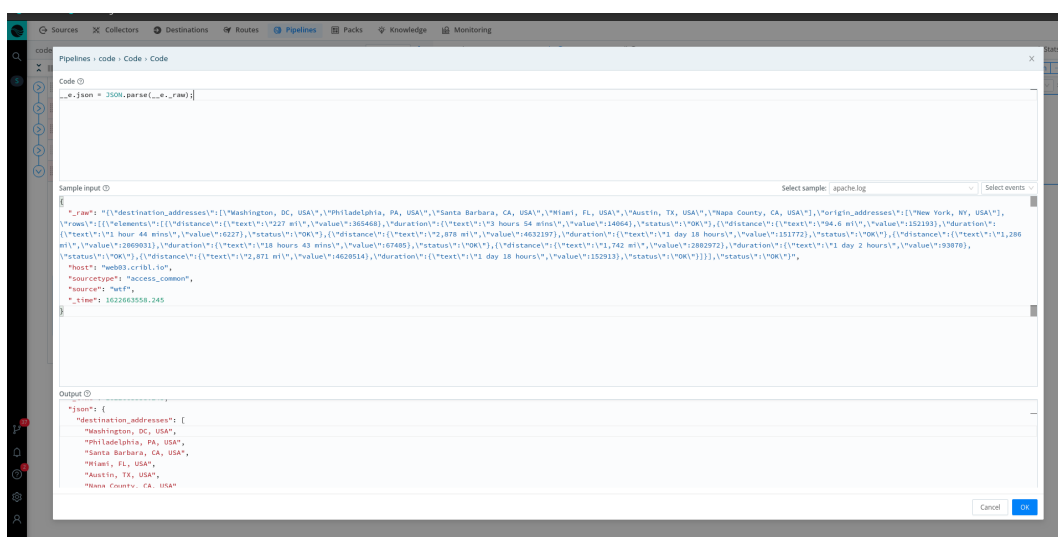 Sources Collectors Destinations Routes Pipelines Packs Knowledge Monitoring
code
Pipelines › code › Code › Code
Code
__e.json = JSON.parse(__e._raw);
Sample input
Select sample: apache.log
Select events
{
"_raw": "{\"destination_addresses\":[\"Washington, DC, USA\",\"Philadelphia, PA, USA\",\"Santa Barbara, CA, USA\",\"Miami, FL, USA\",\"Austin, TX, USA\",\"Napa County, CA, USA\"],\"origin_addresses\":[\"New York, NY, USA\"],
\"rows\":[{\"elements\":[[{\"distance\":{\"text\":\"227 mi\",\"value\":365468},\"duration\":{\"text\":\"3 hours 54 mins\",\"value\":14064},\"status\":\"OK\"},{\"distance\":{\"text\":\"94.6 mi\",\"value\":152193},\"duration\":
{\"text\":\"1 hour 44 mins\",\"value\":6227},\"status\":\"OK\"},{\"distance\":{\"text\":\"2,878 mi\",\"value\":4632197},\"duration\":{\"text\":\"1 day 18 hours\",\"value\":151772},\"status\":\"OK\"},{\"distance\":{\"text\":\"1,286
mi\",\"value\":2069031},\"duration\":{\"text\":\"18 hours 43 mins\",\"value\":67405},\"status\":\"OK\"},{\"distance\":{\"text\":\"1,742 mi\",\"value\":2802972},\"duration\":{\"text\":\"1 day 2 hours\",\"value\":93070},
\"status\":\"OK\"},{\"distance\":{\"text\":\"2,871 mi\",\"value\":4620514},\"duration\":{\"text\":\"1 day 18 hours\",\"value\":152913},\"status\":\"OK\"}]}],\"status\":\"OK\"}",
"host": "web03.cribl.io",
"sourcetype": "access_common",
"source": "wtf",
"_time": 1622663558.245
}
Output
"json": {
"destination_addresses": [
"Washington, DC, USA",
"Philadelphia, PA, USA",
"Santa Barbara, CA, USA",
"Miami, FL, USA",
"Austin, TX, USA",
"Napa County, CA, USA"
Cancel OK